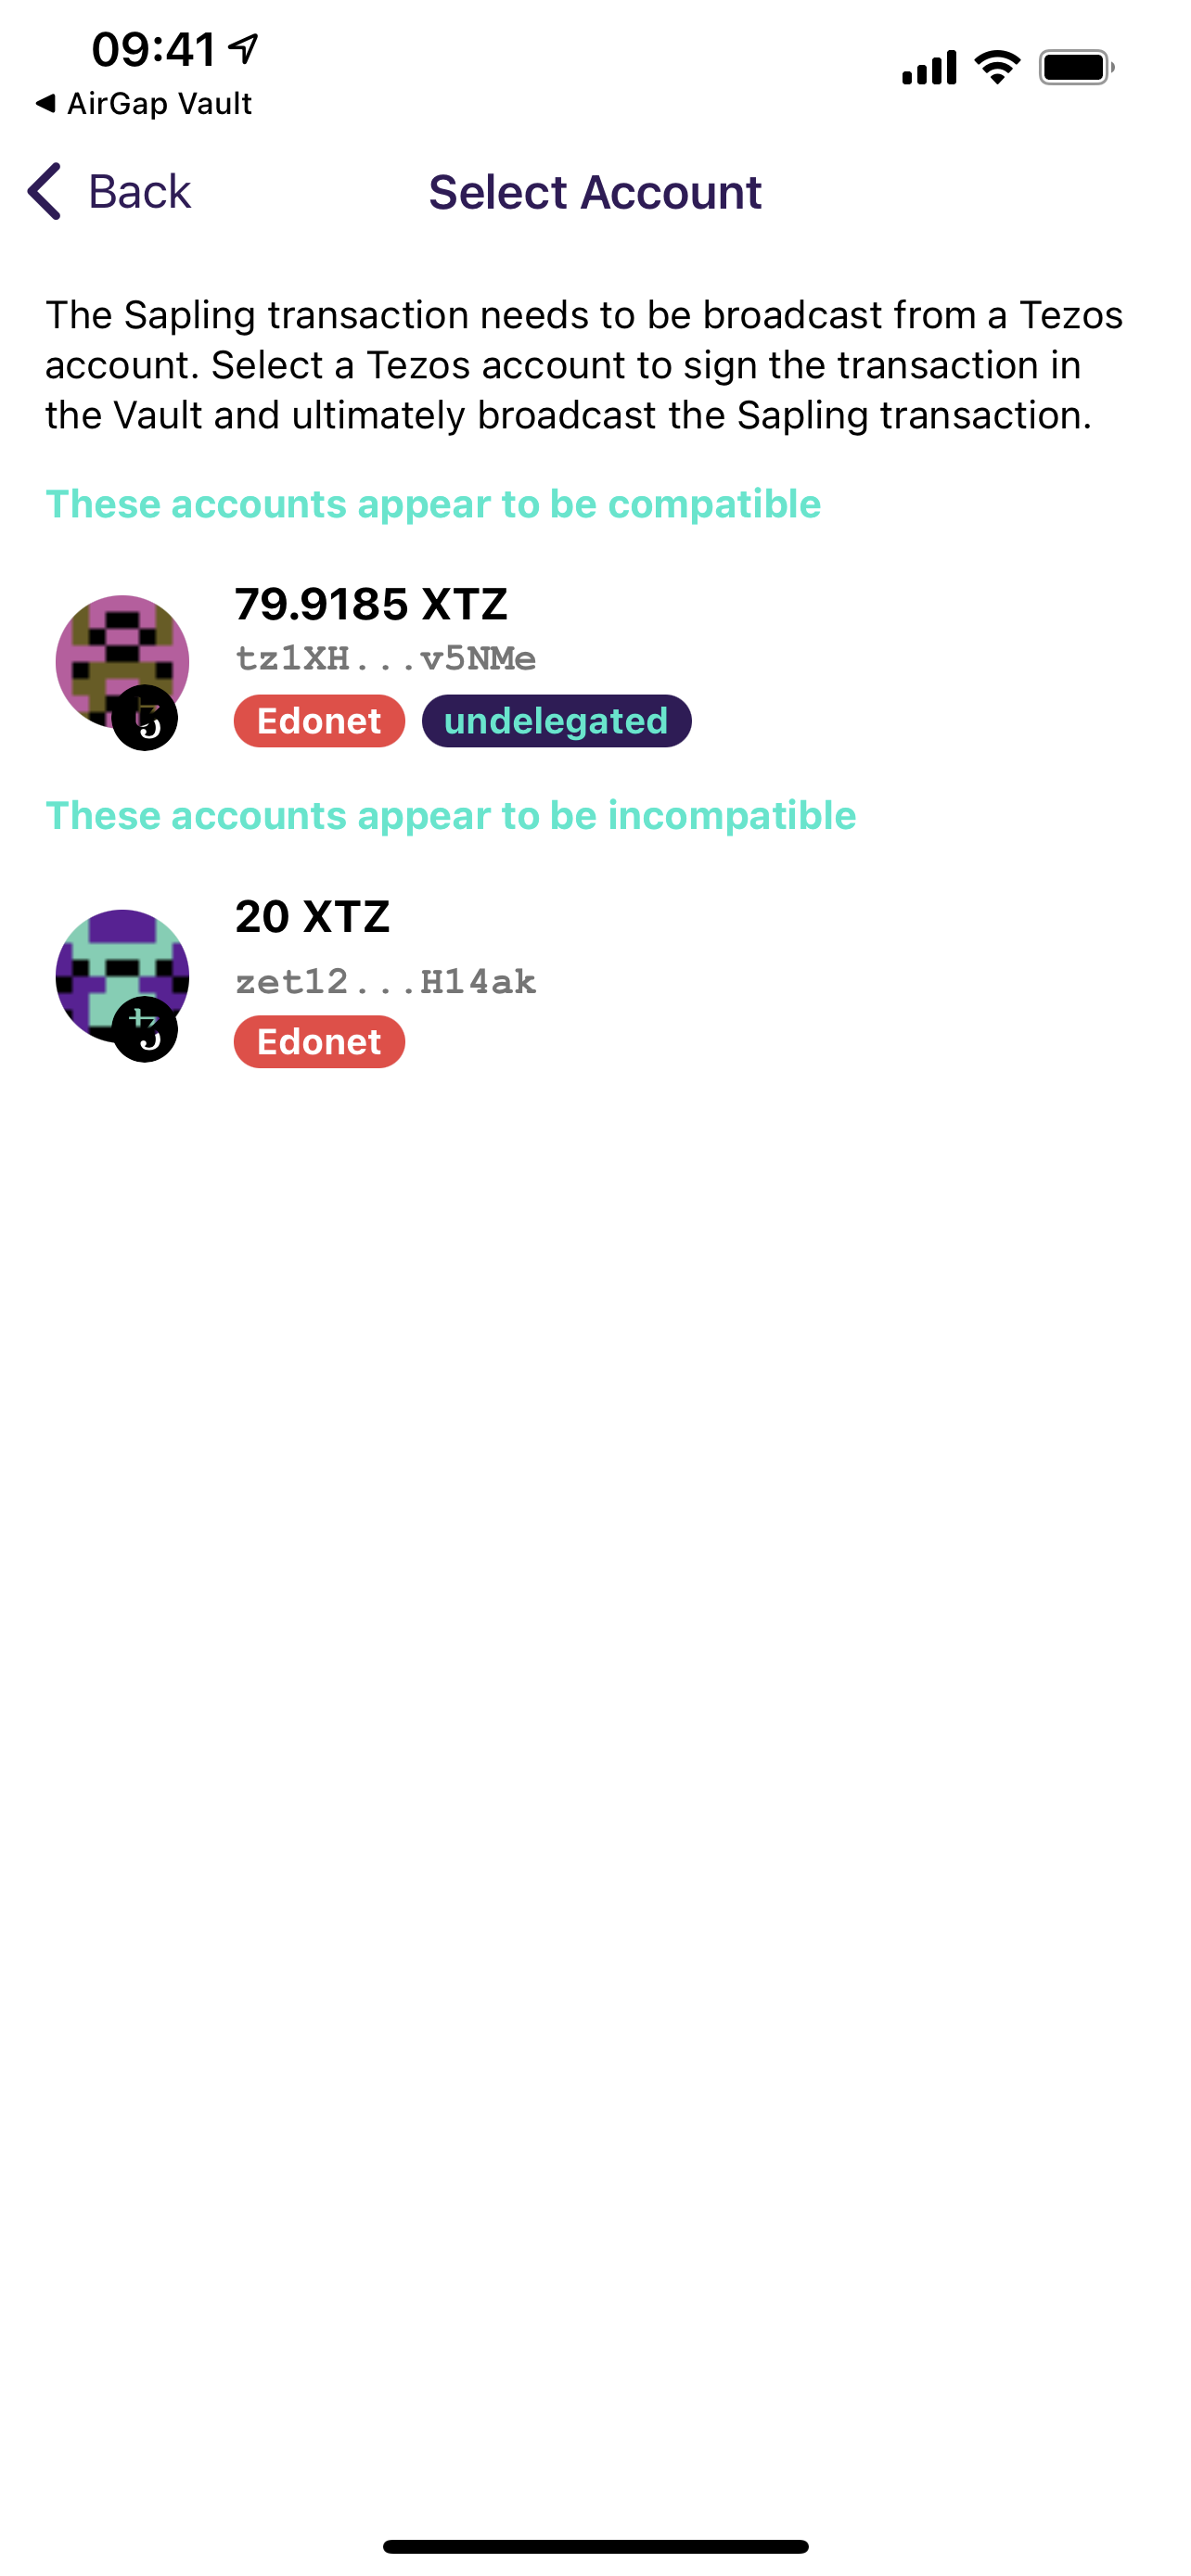 09:41
AirGap Vault
Back
Select Account
The Sapling transaction needs to be broadcast from a Tezos
account. Select a Tezos account to sign the transaction in
the Vault and ultimately broadcast the Sapling transaction.
These accounts appear to be compatible
79.9185 XTZ
tz1XH...v5NMe
Edonet undelegated
These accounts appear to be incompatible
20 XTZ
zet12...H14ak
Edonet